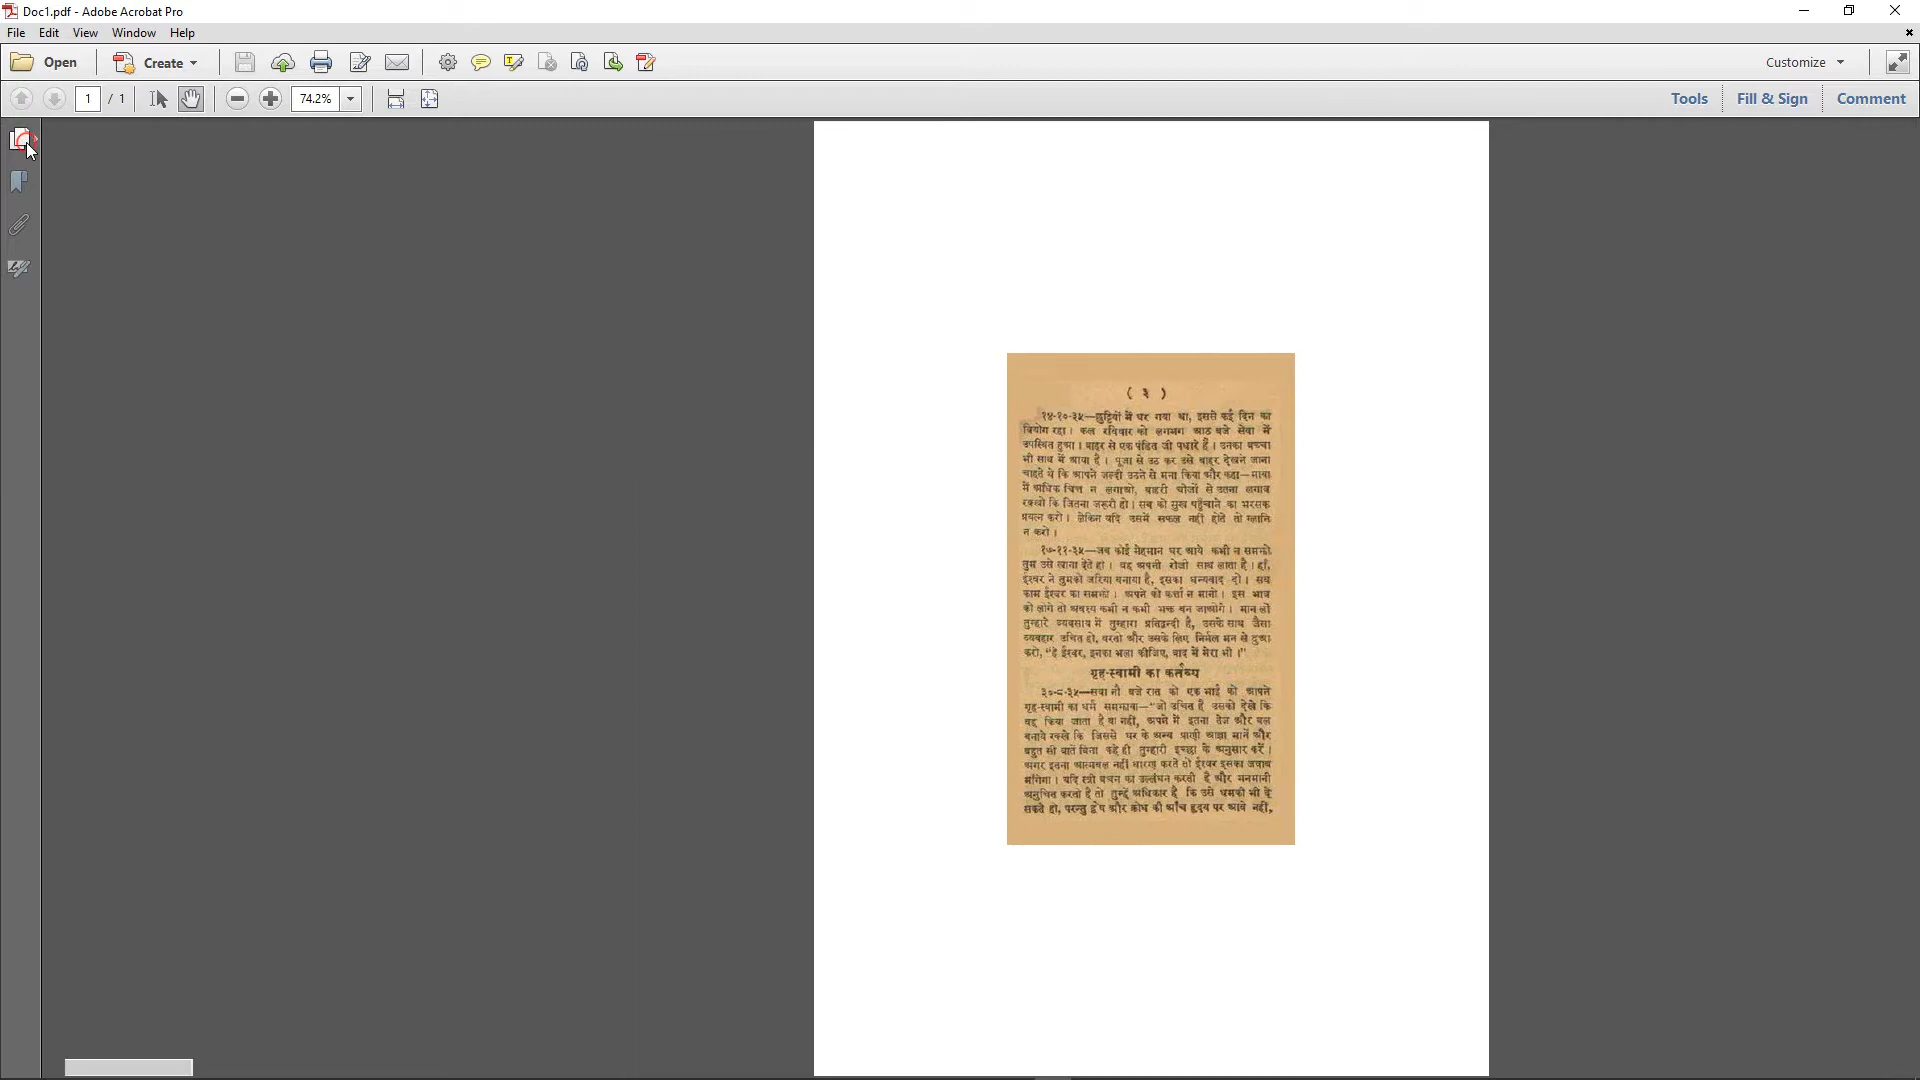 Doc1.pdf - Adobe Acrobat Pro
File Edit View Window Help
Open Create Customize
1 / 1 74.2% Tools Fill & Sign Comment
( ३ )
१४-१०-३५—छुट्टियों में घर गया था, इससे कई दिन का
वियोग रहा । कल रविवार को लगभग आठ बजे सेवा में
उपस्थित हुआ । बाहर से एक पंडित जी पधारे हैं । उनका बच्चा
भी साथ में आया है । पूजा से उठ कर उसे बाहर देखने जाना
चाहते थे कि आपने जल्दी उठने से मना किया और कहा—माया
में अधिक चित्त न लगाओ, बाहरी चीजों से उतना लगाव
रक्खो कि जितना जरूरी हो । सब को सुख पहुँचाने का भरसक
प्रयत्न करो । लेकिन यदि उसमें सफल नहीं होते तो ग्लानि
न करो ।
१७-११-३५—जब कोई मेहमान घर आये कभी न समझो
तुम उसे खाना देते हो । वह अपनी रोजी साथ लाता है । हाँ,
ईश्वर ने तुमको जरिया बनाया है, इसका धन्यवाद दो । सब
काम ईश्वर का समझो । अपने को कर्त्ता न मानो । इस भाव
को लोगे तो अवश्य कभी न कभी भक्त बन जाओगे । मान लो
तुम्हारे व्यवसाय में तुम्हारा प्रतिद्वन्दी है, उसके साथ जैसा
व्यवहार उचित हो, बरतो और उसके लिए निर्मल मन से दुआ
करो, “हे ईश्वर, इनका भला कीजिए, बाद में मेरा भी ।”
गृह-स्वामी का कर्तव्य
३०-८-३५—सवा नौ बजे रात को एक भाई को आपने
गृह-स्वामी का धर्म समझाया—“जो उचित है उसको देखे कि
वह किया जाता है या नहीं, अपने में इतना तेज और बल
बनाये रक्खे कि जिससे घर के अन्य प्राणी आज्ञा मानें और
बहुत सी बातें बिना कहे ही तुम्हारी इच्छा के अनुसार करें ।
अगर इतना आत्मबल नहीं धारण करते तो ईश्वर इसका जवाब
माँगेगा । यदि स्त्री बचन का उल्लंघन करती है और मनमानी
अनुचित करती है तो तुम्हें अधिकार है कि उसे धमकी भी दे
सकते हो, परन्तु द्वेष और क्रोध की आँच हृदय पर आवे नहीं,